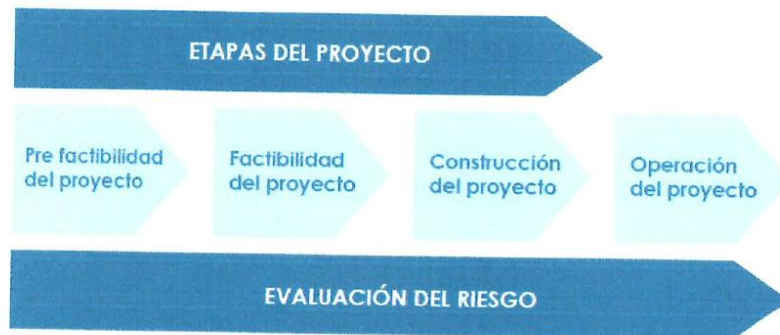 ETAPAS DEL PROYECTO
Pre factibilidad
del proyecto
Factibilidad
del proyecto
Construcción
del proyecto
Operación
del proyecto
EVALUACIÓN DEL RIESGO